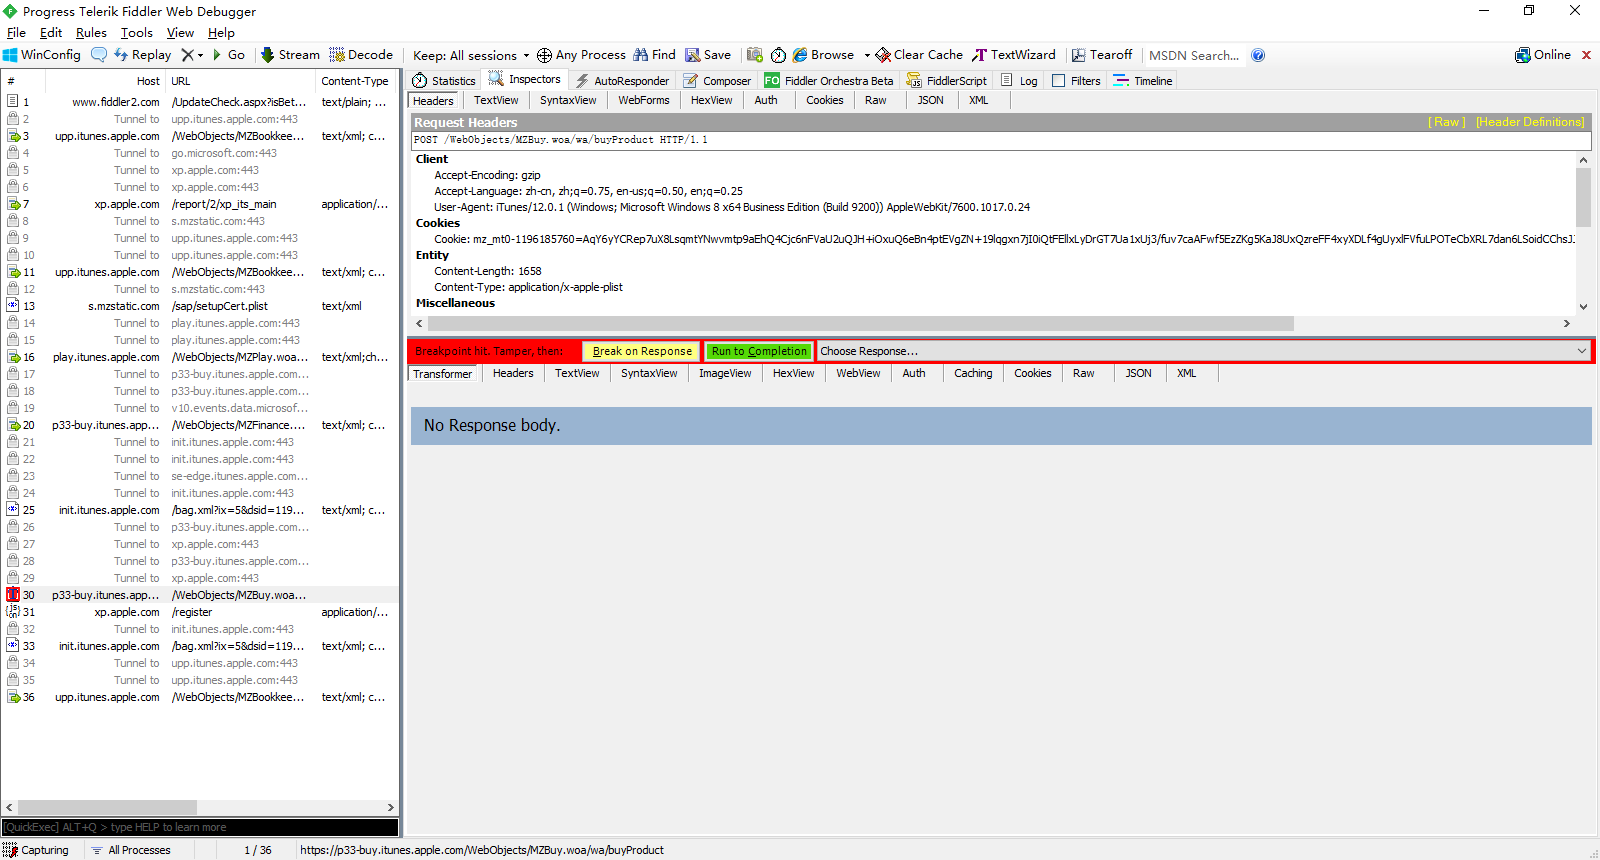 Progress Telerik Fiddler Web Debugger
File Edit Rules Tools View Help
WinConfig Replay Go Stream Decode Keep: All sessions Any Process Find Save Browse Clear Cache TextWizard Tearoff MSDN Search... Online
# Host URL Content-Type
1 www.fiddler2.com /UpdateCheck.aspx?isBet... text/plain; ...
2 Tunnel to upp.itunes.apple.com:443
3 upp.itunes.apple.com /WebObjects/MZBookkee... text/xml; c...
4 Tunnel to go.microsoft.com:443
5 Tunnel to xp.apple.com:443
6 Tunnel to xp.apple.com:443
7 xp.apple.com /report/2/xp_its_main application/...
8 Tunnel to s.mzstatic.com:443
9 Tunnel to upp.itunes.apple.com:443
10 Tunnel to upp.itunes.apple.com:443
11 upp.itunes.apple.com /WebObjects/MZBookkee... text/xml; c...
12 Tunnel to s.mzstatic.com:443
13 s.mzstatic.com /sap/setupCert.plist text/xml
14 Tunnel to play.itunes.apple.com:443
15 Tunnel to play.itunes.apple.com:443
16 play.itunes.apple.com /WebObjects/MZPlay.woa... text/xml;ch...
17 Tunnel to p33-buy.itunes.apple.com...
18 Tunnel to p33-buy.itunes.apple.com...
19 Tunnel to v10.events.data.microsof...
20 p33-buy.itunes.app... /WebObjects/MZFinance.... text/xml; c...
21 Tunnel to init.itunes.apple.com:443
22 Tunnel to init.itunes.apple.com:443
23 Tunnel to se-edge.itunes.apple.com...
24 Tunnel to init.itunes.apple.com:443
25 init.itunes.apple.com /bag.xml?ix=5&dsid=119... text/xml; c...
26 Tunnel to p33-buy.itunes.apple.com...
27 Tunnel to xp.apple.com:443
28 Tunnel to p33-buy.itunes.apple.com...
29 Tunnel to xp.apple.com:443
30 p33-buy.itunes.app... /WebObjects/MZBuy.woa...
31 xp.apple.com /register application/...
32 Tunnel to init.itunes.apple.com:443
33 init.itunes.apple.com /bag.xml?ix=5&dsid=119... text/xml; c...
34 Tunnel to upp.itunes.apple.com:443
35 Tunnel to upp.itunes.apple.com:443
36 upp.itunes.apple.com /WebObjects/MZBookkee... text/xml; c...
[QuickExec] ALT+Q > type HELP to learn more
Statistics Inspectors AutoResponder Composer FO Fiddler Orchestra Beta FiddlerScript Log Filters Timeline
Headers TextView SyntaxView WebForms HexView Auth Cookies Raw JSON XML
Request Headers [ Raw ] [Header Definitions]
POST /WebObjects/MZBuy.woa/wa/buyProduct HTTP/1.1
Client
Accept-Encoding: gzip
Accept-Language: zh-cn, zh;q=0.75, en-us;q=0.50, en;q=0.25
User-Agent: iTunes/12.0.1 (Windows; Microsoft Windows 8 x64 Business Edition (Build 9200)) AppleWebKit/7600.1017.0.24
Cookies
Cookie: mz_mt0-1196185760=AqY6yYCRep7uX8LsqmtYNwvmtp9aEhQ4Cjc6nFVaU2uQJH+iOxuQ6eBn4ptEVgZN+19lqgxn7jI0iQtFEllxLyDrGT7Ua1xUj3/fuv7caAFwf5EzZKg5KaJ8UxQzreFF4xyXDLf4gUyxlFVfuLPOTeCbXRL7dan6LSoidCChsJ
Entity
Content-Length: 1658
Content-Type: application/x-apple-plist
Miscellaneous
Breakpoint hit. Tamper, then: Break on Response Run to Completion Choose Response...
Transformer Headers TextView SyntaxView ImageView HexView WebView Auth Caching Cookies Raw JSON XML
No Response body.
Capturing All Processes 1 / 36 https://p33-buy.itunes.apple.com/WebObjects/MZBuy.woa/wa/buyProduct